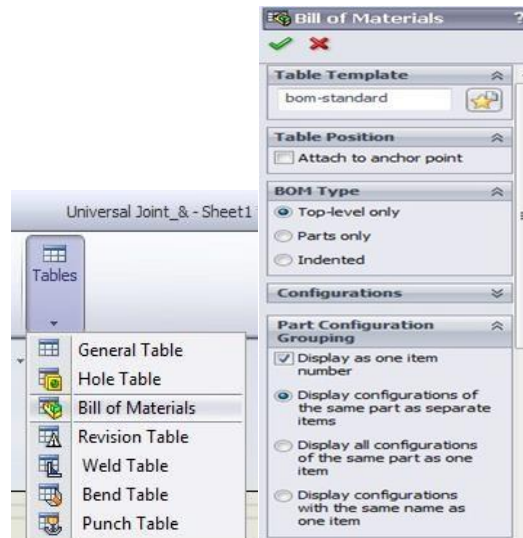 Universal Joint_& - Sheet1
Tables
General Table
Hole Table
Bill of Materials
Revision Table
Weld Table
Bend Table
Punch Table
Bill of Materials
?
Table Template
bom-standard
Table Position
Attach to anchor point
BOM Type
Top-level only
Parts only
Indented
Configurations
Part Configuration
Grouping
Display as one item
number
Display configurations of
the same part as separate
items
Display all configurations
of the same part as one
item
Display configurations
with the same name as
one item